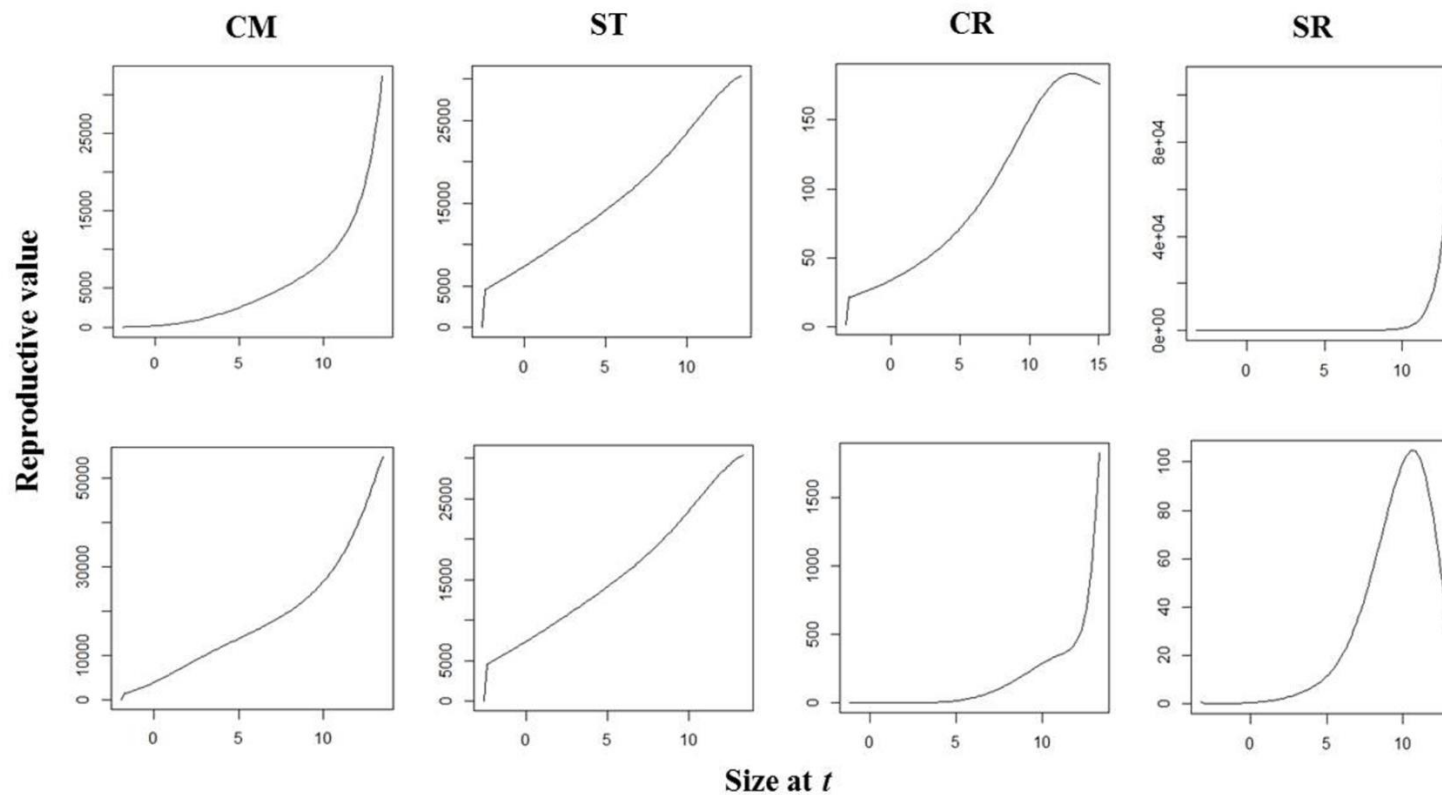 CM ST CR SR
Reproductive value
0 5000 15000 25000
0 5 10
0 5000 15000 25000
0 5 10
0 50 100 150
0 5 10 15
0e+00 4e+04 8e+04
0 5 10
0 10000 30000 50000
0 5 10
0 5000 15000 25000
0 5 10
0 500 1000 1500
0 5 10
0 20 40 60 80 100
0 5 10
Size at t